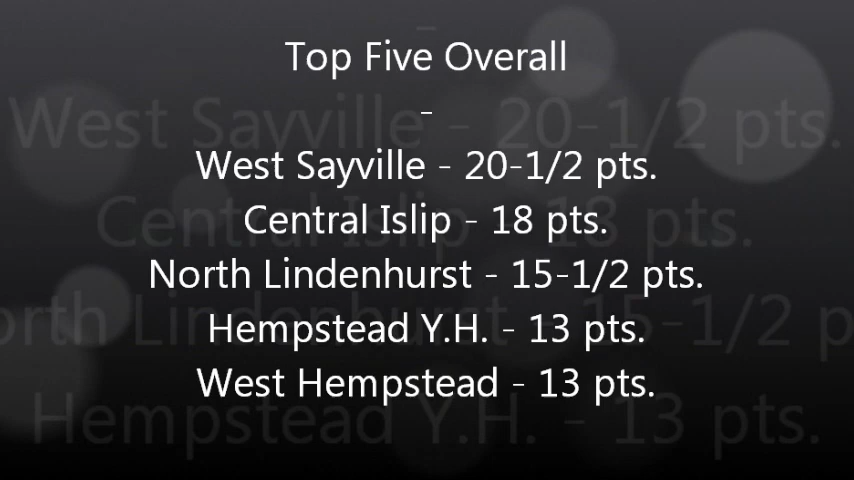 Top Five Overall
-
West Sayville - 20-1/2 pts.
Central Islip - 18 pts.
North Lindenhurst - 15-1/2 pts.
Hempstead Y.H. - 13 pts.
West Hempstead - 13 pts.